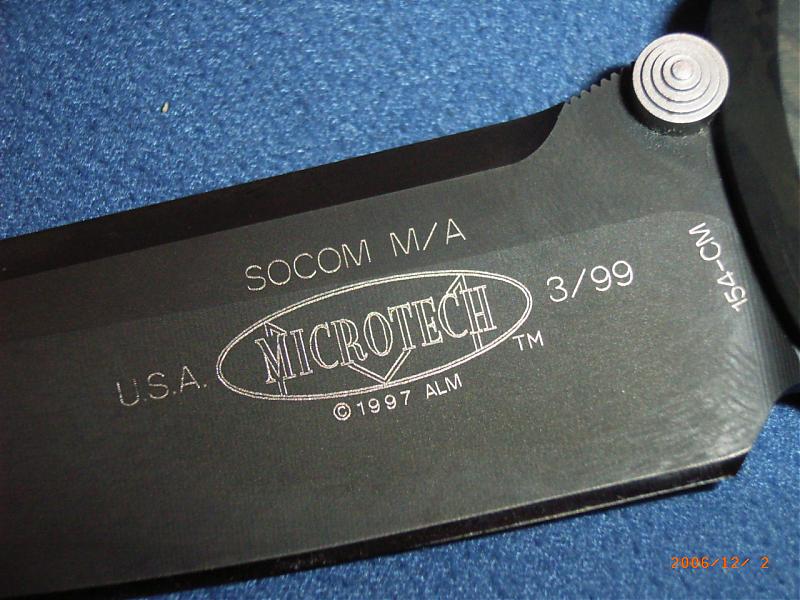 SOCOM M/A
3/99
154-CM
MICROTECH
U.S.A.
TM
© 1997 ALM
2006/12/ 2